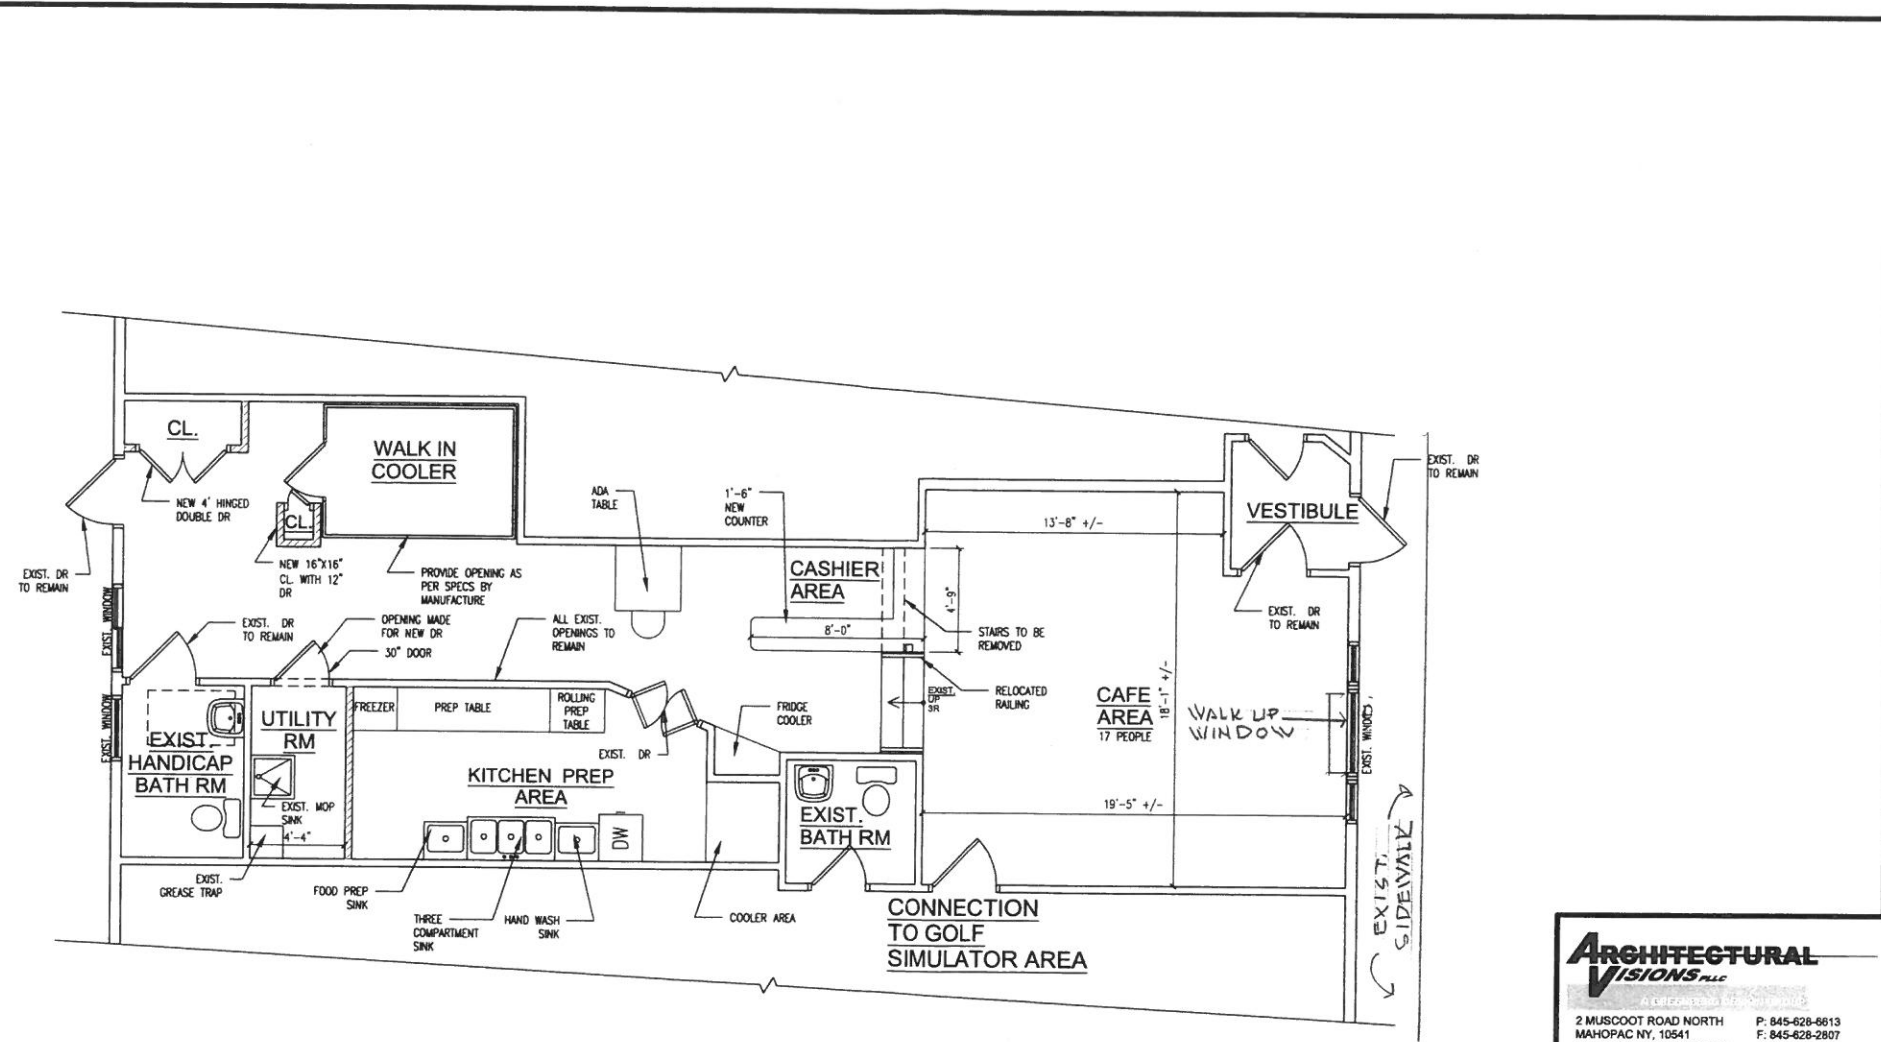 CL.
WALK IN
COOLER
NEW 4' HINGED
DOUBLE DR
CL.
EXIST. DR
TO REMAIN
NEW 16"X16"
CL. WITH 12"
DR
PROVIDE OPENING AS
PER SPECS BY
MANUFACTURE
ADA
TABLE
1'-6"
NEW
COUNTER
CASHIER
AREA
8'-0"
4'-9"
STAIRS TO BE
REMOVED
RELOCATED
RAILING
EXIST.
UP
3R
13'-8" +/-
VESTIBULE
EXIST. DR
TO REMAIN
EXIST. DR
TO REMAIN
EXIST. WINDOW
EXIST. WINDOW
EXIST. DR
TO REMAIN
OPENING MADE
FOR NEW DR
30" DOOR
ALL EXIST.
OPENINGS TO
REMAIN
FREEZER
PREP TABLE
ROLLING
PREP
TABLE
EXIST. DR
FRIDGE
COOLER
CAFE
AREA
17 PEOPLE
18'-1" +/-
WALK UP
WINDOW
19'-5" +/-
EXIST.
SIDEWALK
EXIST.
HANDICAP
BATH RM
UTILITY
RM
EXIST. MOP
SINK
4'-4"
KITCHEN PREP
AREA
DW
EXIST.
BATH RM
EXIST.
GREASE TRAP
FOOD PREP
SINK
THREE
COMPARTMENT
SINK
HAND WASH
SINK
COOLER AREA
CONNECTION
TO GOLF
SIMULATOR AREA
ARCHITECTURAL
VISIONS PLLC
2 MUSCOOT ROAD NORTH
MAHOPAC NY, 10541
P: 845-628-6613
F: 845-628-2807